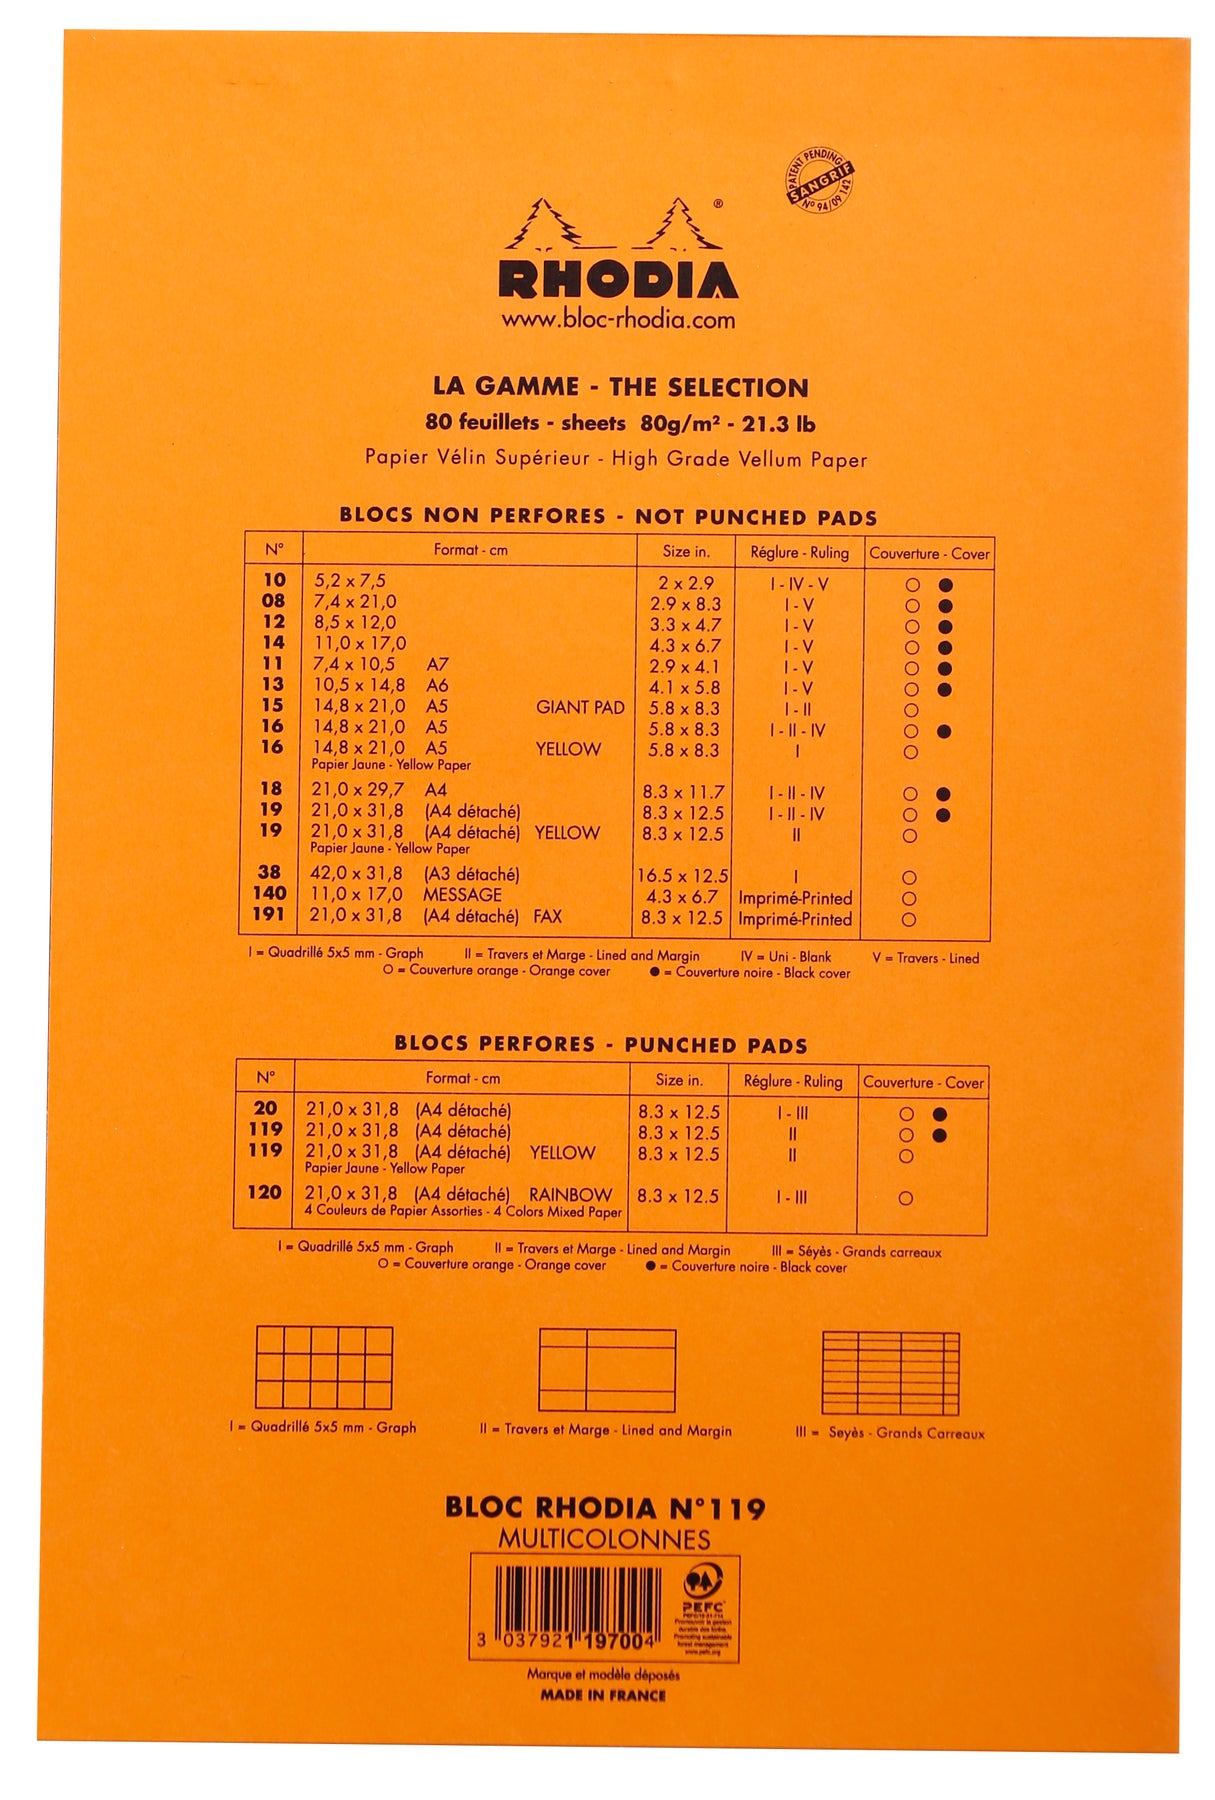 PATENT PENDING
SANGRIF
N° 94/09 142
®
RHODIA
www.bloc-rhodia.com
LA GAMME - THE SELECTION
80 feuillets - sheets 80g/m² - 21.3 lb
Papier Vélin Supérieur - High Grade Vellum Paper
BLOCS NON PERFORES - NOT PUNCHED PADS
N° Format - cm Size in. Réglure - Ruling Couverture - Cover
10 5,2 x 7,5 2 x 2.9 I - IV - V ○ ●
08 7,4 x 21,0 2.9 x 8.3 I - V ○ ●
12 8,5 x 12,0 3.3 x 4.7 I - V ○ ●
14 11,0 x 17,0 4.3 x 6.7 I - V ○ ●
11 7,4 x 10,5 A7 2.9 x 4.1 I - V ○ ●
13 10,5 x 14,8 A6 4.1 x 5.8 I - V ○ ●
15 14,8 x 21,0 A5 GIANT PAD 5.8 x 8.3 I - II ○
16 14,8 x 21,0 A5 5.8 x 8.3 I - II - IV ○ ●
16 14,8 x 21,0 A5 YELLOW 5.8 x 8.3 I ○
Papier Jaune - Yellow Paper
18 21,0 x 29,7 A4 8.3 x 11.7 I - II - IV ○ ●
19 21,0 x 31,8 (A4 détaché) 8.3 x 12.5 I - II - IV ○ ●
19 21,0 x 31,8 (A4 détaché) YELLOW 8.3 x 12.5 II ○
Papier Jaune - Yellow Paper
38 42,0 x 31,8 (A3 détaché) 16.5 x 12.5 I ○
140 11,0 x 17,0 MESSAGE 4.3 x 6.7 Imprimé-Printed ○
191 21,0 x 31,8 (A4 détaché) FAX 8.3 x 12.5 Imprimé-Printed ○
I = Quadrillé 5x5 mm - Graph II = Travers et Marge - Lined and Margin IV = Uni - Blank V = Travers - Lined
○ = Couverture orange - Orange cover ● = Couverture noire - Black cover
BLOCS PERFORES - PUNCHED PADS
N° Format - cm Size in. Réglure - Ruling Couverture - Cover
20 21,0 x 31,8 (A4 détaché) 8.3 x 12.5 I - III ○ ●
119 21,0 x 31,8 (A4 détaché) 8.3 x 12.5 II ○ ●
119 21,0 x 31,8 (A4 détaché) YELLOW 8.3 x 12.5 II ○
Papier Jaune - Yellow Paper
120 21,0 x 31,8 (A4 détaché) RAINBOW 8.3 x 12.5 I - III ○
4 Couleurs de Papier Assorties - 4 Colors Mixed Paper
I = Quadrillé 5x5 mm - Graph II = Travers et Marge - Lined and Margin III = Séyès - Grands carreaux
○ = Couverture orange - Orange cover ● = Couverture noire - Black cover
I = Quadrillé 5x5 mm - Graph II = Travers et Marge - Lined and Margin III = Seyès - Grands Carreaux
BLOC RHODIA N°119
MULTICOLONNES
PEFC
Promouvoir la gestion
durable des forêts
Promoting sustainable
forest management
www.pefc.org
3 037921 197004
Marque et modèle déposés
MADE IN FRANCE